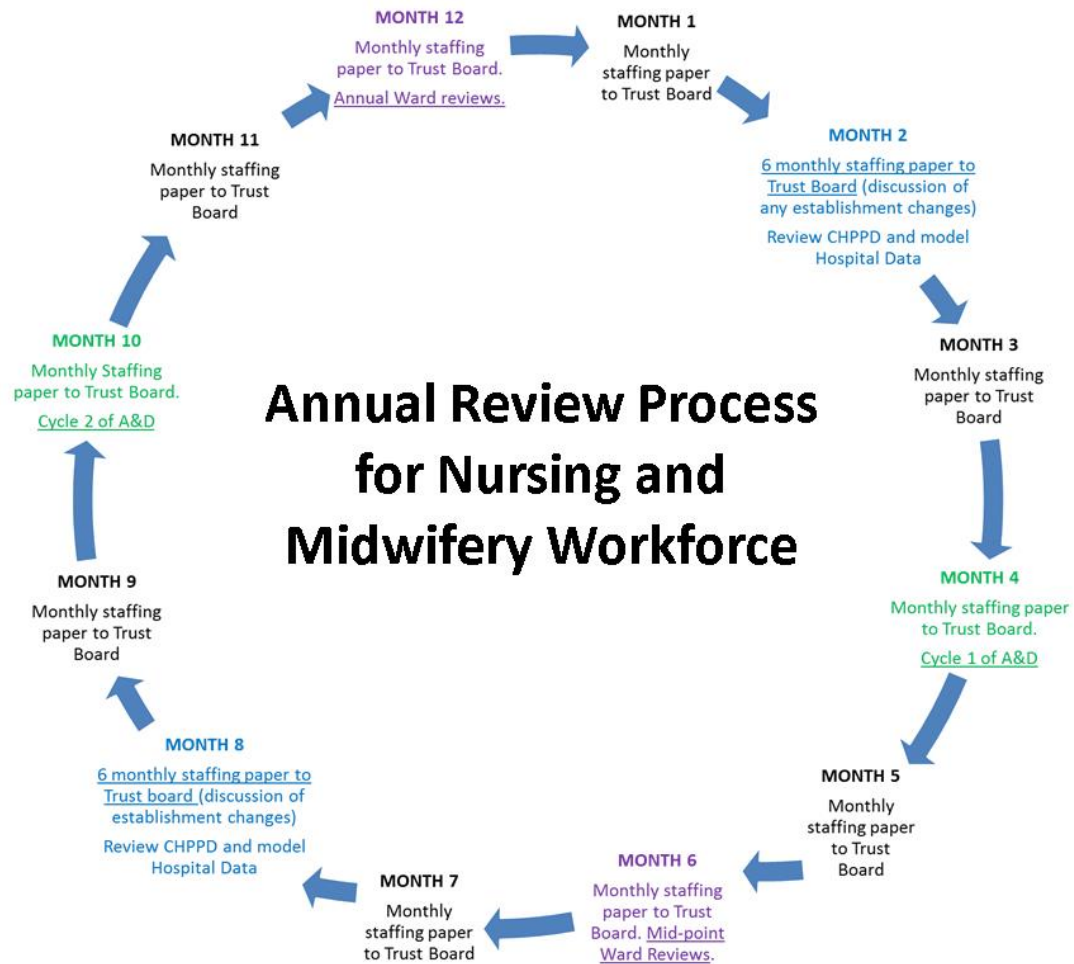 MONTH 12
Monthly staffing
paper to Trust Board.
Annual Ward reviews.
MONTH 1
Monthly
staffing paper
to Trust Board
MONTH 2
6 monthly staffing paper to
Trust Board (discussion of
any establishment changes)
Review CHPPD and model
Hospital Data
MONTH 3
Monthly staffing
paper to Trust
Board
MONTH 4
Monthly staffing paper
to Trust Board.
Cycle 1 of A&D
MONTH 5
Monthly
staffing paper
to Trust
Board
MONTH 6
Monthly staffing
paper to Trust
Board. Mid-point
Ward Reviews.
MONTH 7
Monthly
staffing paper
to Trust Board
MONTH 8
6 monthly staffing paper to
Trust board (discussion of
establishment changes)
Review CHPPD and model
Hospital Data
MONTH 9
Monthly staffing
paper to Trust
Board
MONTH 10
Monthly Staffing
paper to Trust Board.
Cycle 2 of A&D
MONTH 11
Monthly staffing
paper to Trust
Board
Annual Review Process
for Nursing and
Midwifery Workforce